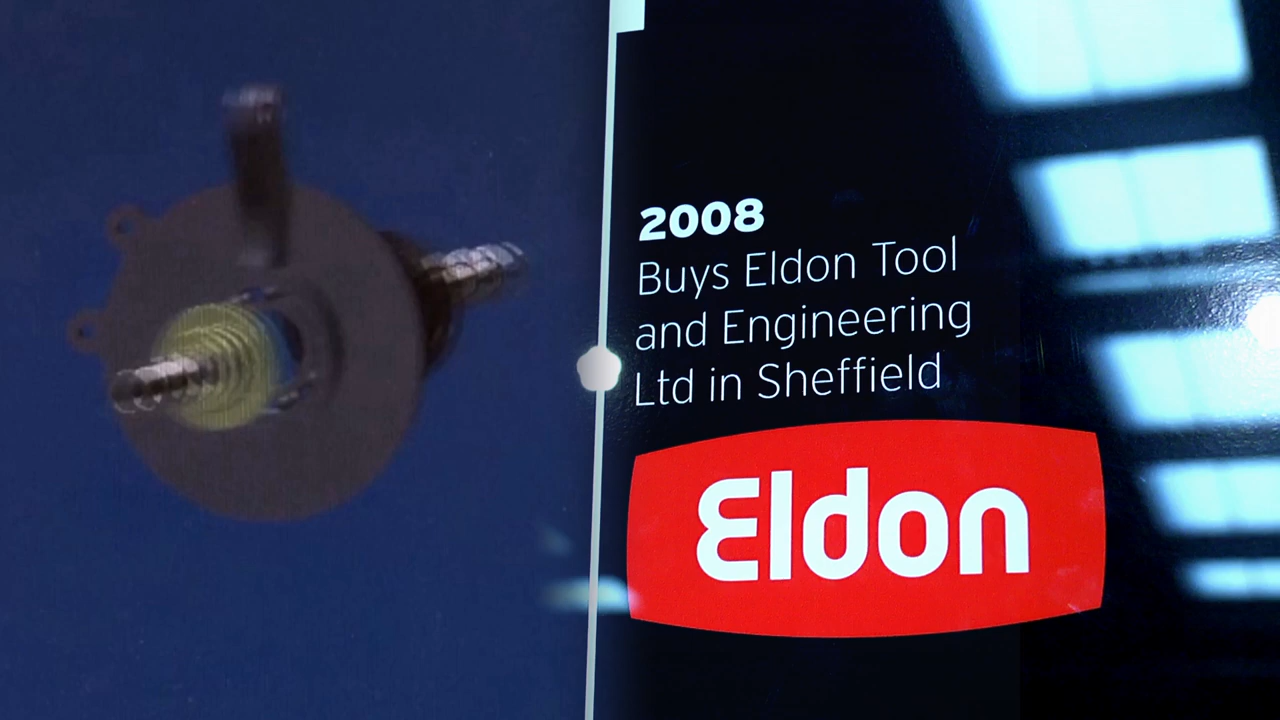 2008
Buys Eldon Tool
and Engineering
Ltd in Sheffield
Eldon